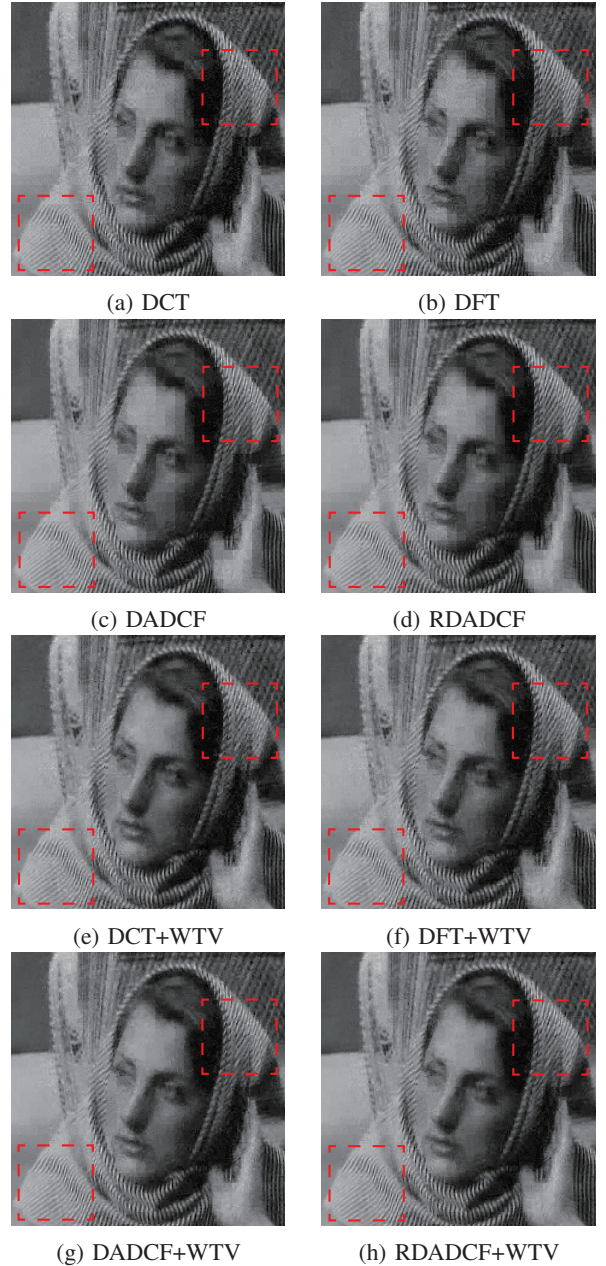 (a) DCT
(b) DFT
(c) DADCF
(d) RDADCF
(e) DCT+WTV
(f) DFT+WTV
(g) DADCF+WTV
(h) RDADCF+WTV